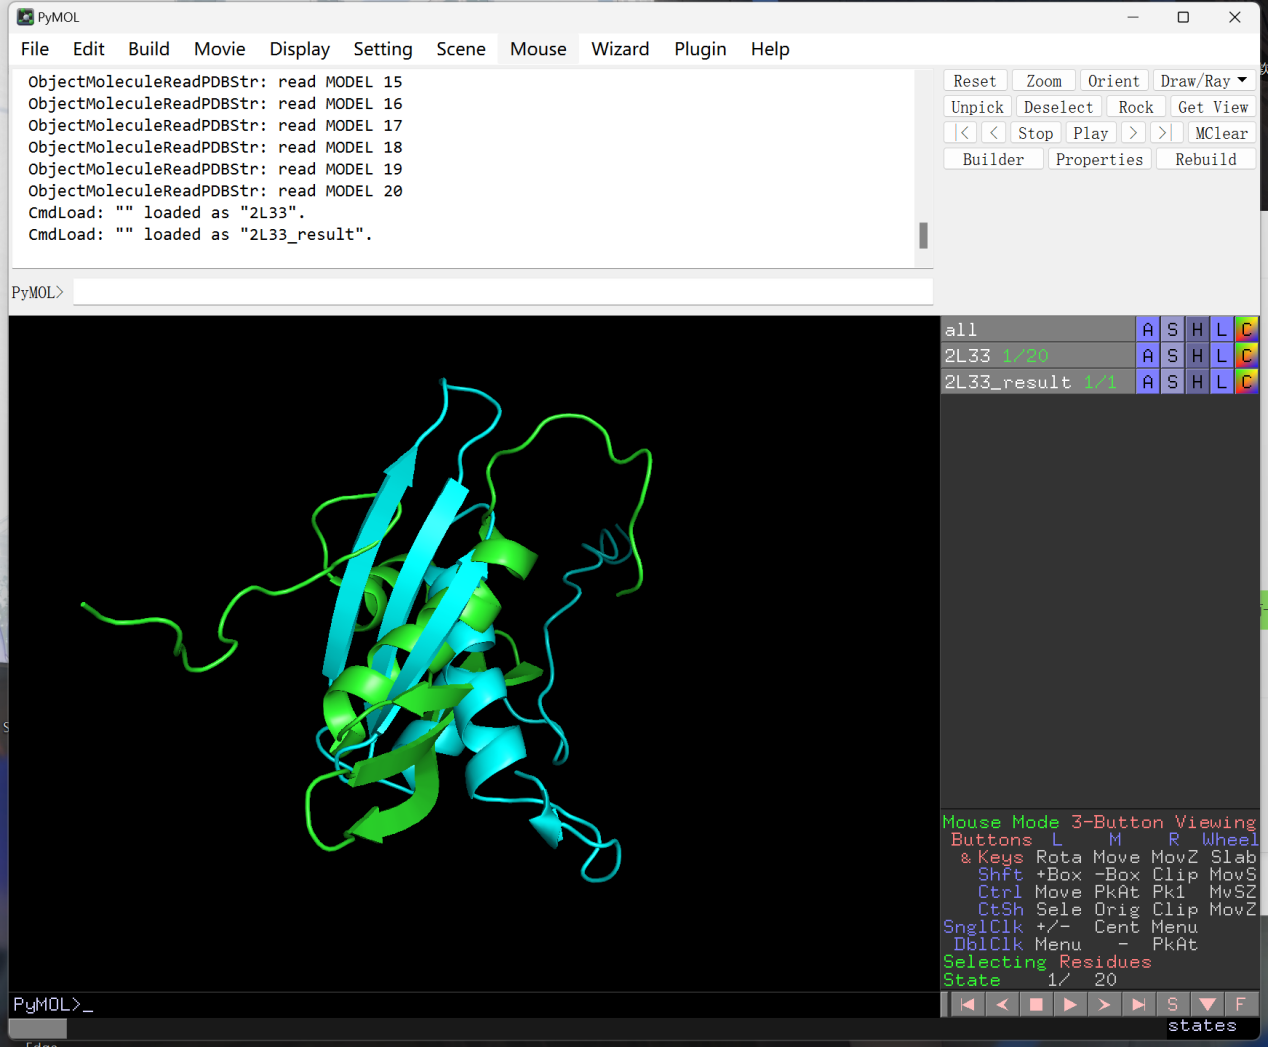 PyMOL
File Edit Build Movie Display Setting Scene Mouse Wizard Plugin Help
ObjectMoleculeReadPDBStr: read MODEL 15
ObjectMoleculeReadPDBStr: read MODEL 16
ObjectMoleculeReadPDBStr: read MODEL 17
ObjectMoleculeReadPDBStr: read MODEL 18
ObjectMoleculeReadPDBStr: read MODEL 19
ObjectMoleculeReadPDBStr: read MODEL 20
CmdLoad: "" loaded as "2L33".
CmdLoad: "" loaded as "2L33_result".
PyMOL>
Reset Zoom Orient Draw/Ray
Unpick Deselect Rock Get View
|< < Stop Play > >| MClear
Builder Properties Rebuild
all A S H L C
2L33 1/20 A S H L C
2L33_result 1/1 A S H L C
Mouse Mode 3-Button Viewing
Buttons L M R Wheel
& Keys Rota Move MovZ Slab
Shft +Box -Box Clip MovS
Ctrl Move PkAt Pk1 MvSZ
CtSh Sele Orig Clip MovZ
SnglClk +/- Cent Menu
DblClk Menu - PkAt
Selecting Residues
State 1/ 20
PyMOL>_
S F
states